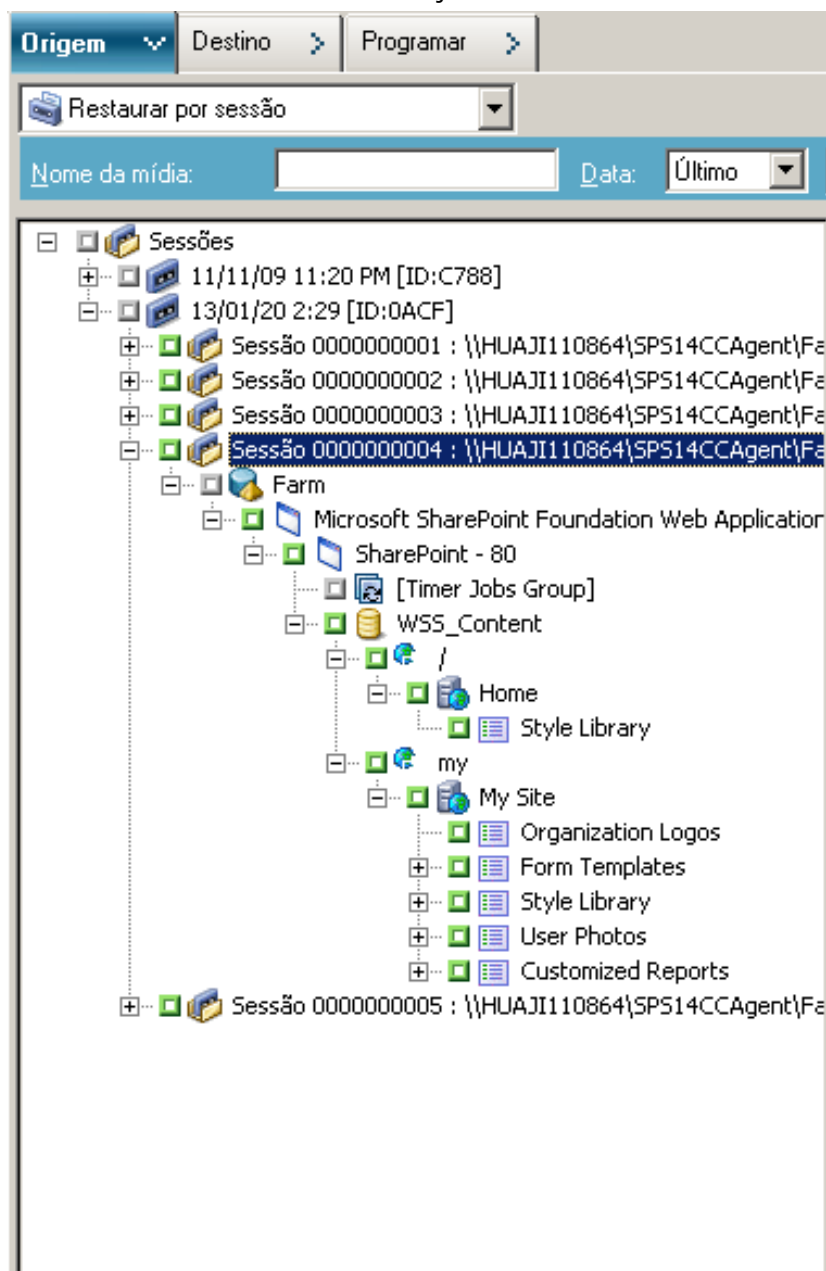 Origem Destino Programar
Restaurar por sessão
Nome da mídia: Data: Último
Sessões
11/11/09 11:20 PM [ID:C788]
13/01/20 2:29 [ID:0ACF]
Sessão 0000000001 : \\HUAJI110864\SPS14CCAgent\Fa
Sessão 0000000002 : \\HUAJI110864\SPS14CCAgent\Fa
Sessão 0000000003 : \\HUAJI110864\SPS14CCAgent\Fa
Sessão 0000000004 : \\HUAJI110864\SPS14CCAgent\Fa
Farm
Microsoft SharePoint Foundation Web Application
SharePoint - 80
[Timer Jobs Group]
WSS_Content
/
Home
Style Library
my
My Site
Organization Logos
Form Templates
Style Library
User Photos
Customized Reports
Sessão 0000000005 : \\HUAJI110864\SPS14CCAgent\Fa